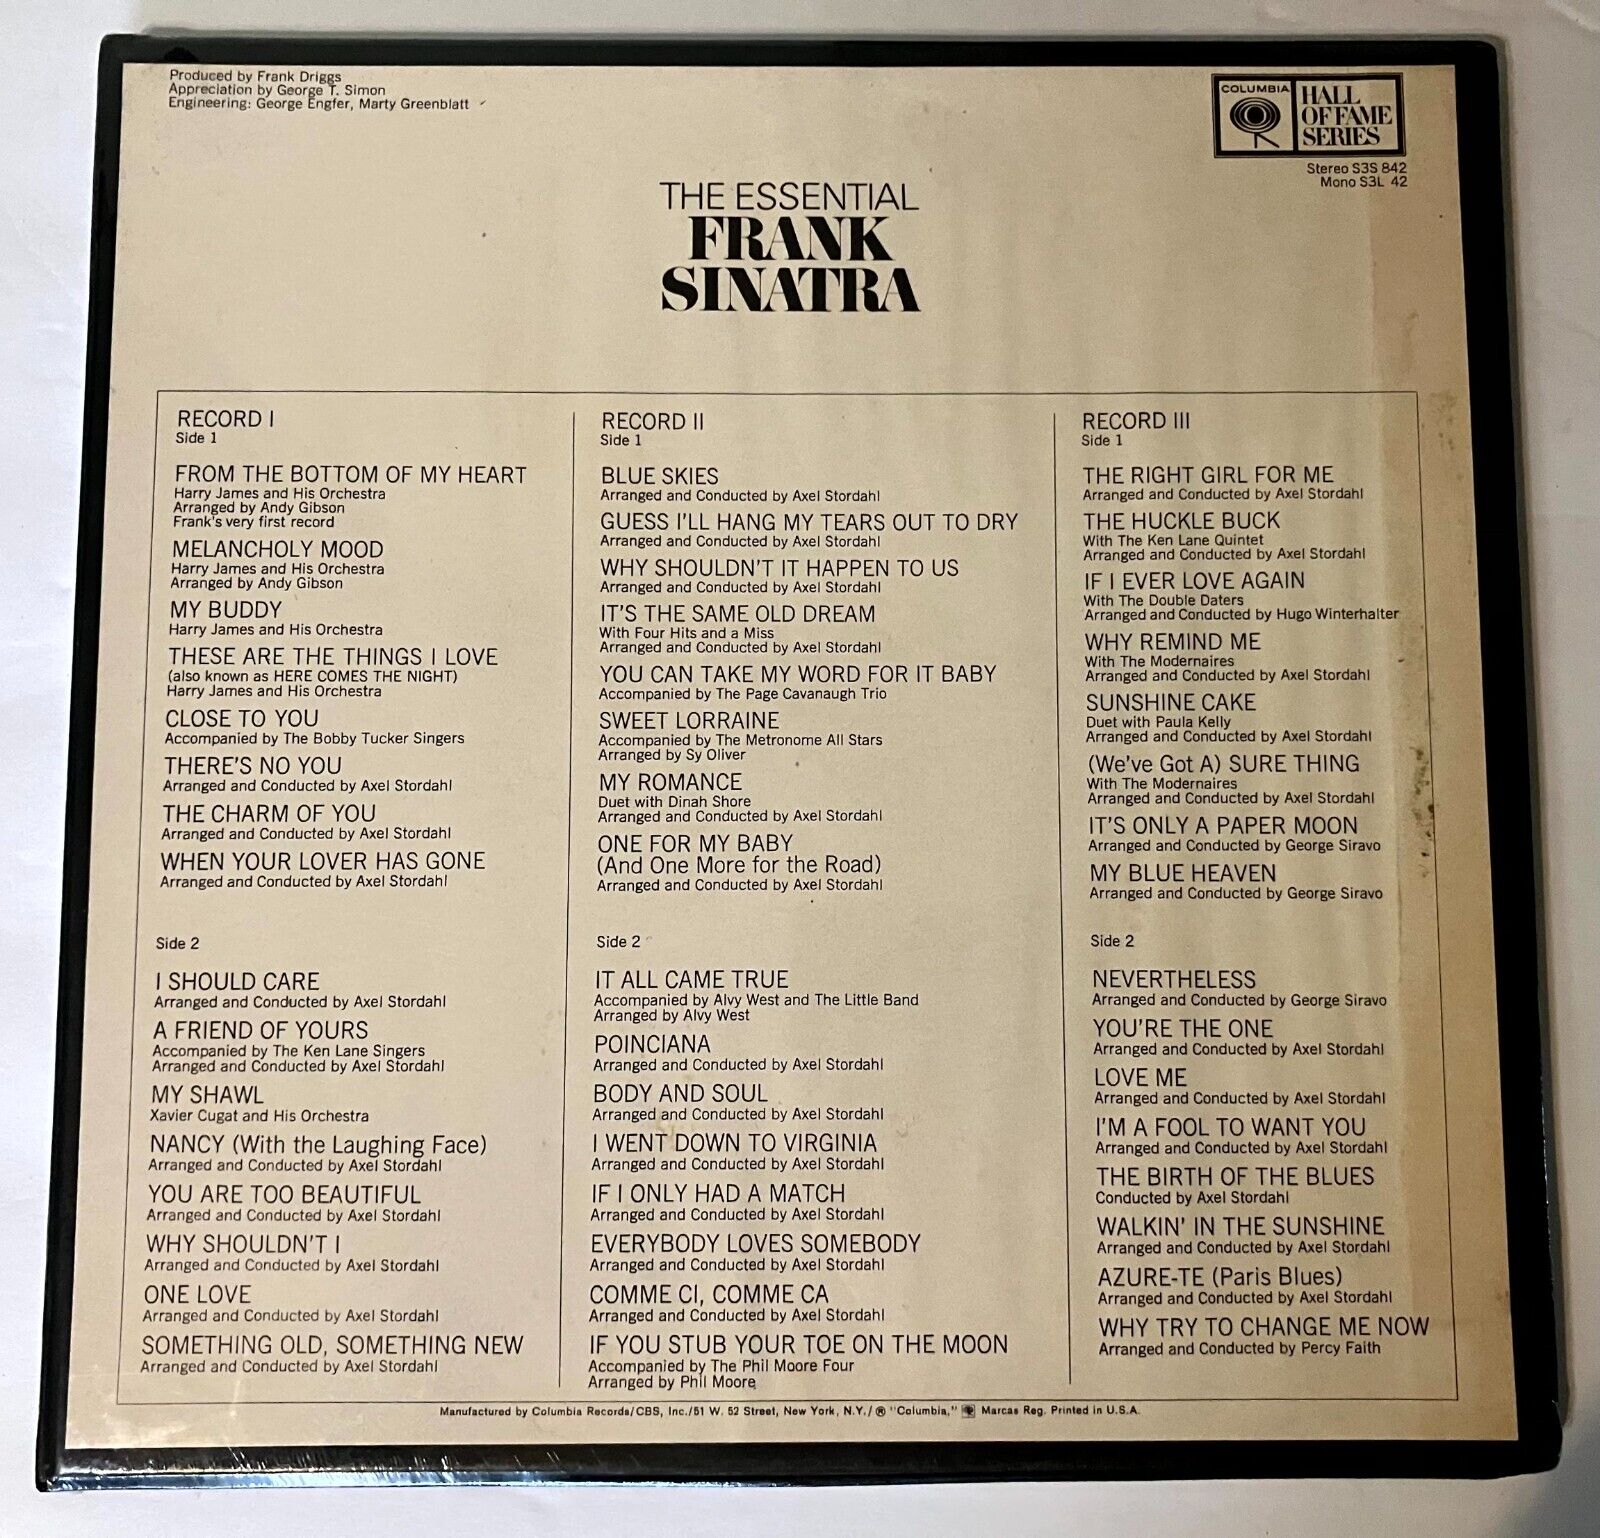 Produced by Frank Driggs
Appreciation by George T. Simon
Engineering: George Engfer, Marty Greenblatt
COLUMBIA
HALL
OF FAME
SERIES
Stereo S3S 842
Mono S3L 42
THE ESSENTIAL
FRANK
SINATRA
RECORD I
Side 1
FROM THE BOTTOM OF MY HEART
Harry James and His Orchestra
Arranged by Andy Gibson
Frank's very first record
MELANCHOLY MOOD
Harry James and His Orchestra
Arranged by Andy Gibson
MY BUDDY
Harry James and His Orchestra
THESE ARE THE THINGS I LOVE
(also known as HERE COMES THE NIGHT)
Harry James and His Orchestra
CLOSE TO YOU
Accompanied by The Bobby Tucker Singers
THERE'S NO YOU
Arranged and Conducted by Axel Stordahl
THE CHARM OF YOU
Arranged and Conducted by Axel Stordahl
WHEN YOUR LOVER HAS GONE
Arranged and Conducted by Axel Stordahl
Side 2
I SHOULD CARE
Arranged and Conducted by Axel Stordahl
A FRIEND OF YOURS
Accompanied by The Ken Lane Singers
Arranged and Conducted by Axel Stordahl
MY SHAWL
Xavier Cugat and His Orchestra
NANCY (With the Laughing Face)
Arranged and Conducted by Axel Stordahl
YOU ARE TOO BEAUTIFUL
Arranged and Conducted by Axel Stordahl
WHY SHOULDN'T I
Arranged and Conducted by Axel Stordahl
ONE LOVE
Arranged and Conducted by Axel Stordahl
SOMETHING OLD, SOMETHING NEW
Arranged and Conducted by Axel Stordahl
RECORD II
Side 1
BLUE SKIES
Arranged and Conducted by Axel Stordahl
GUESS I'LL HANG MY TEARS OUT TO DRY
Arranged and Conducted by Axel Stordahl
WHY SHOULDN'T IT HAPPEN TO US
Arranged and Conducted by Axel Stordahl
IT'S THE SAME OLD DREAM
With Four Hits and a Miss
Arranged and Conducted by Axel Stordahl
YOU CAN TAKE MY WORD FOR IT BABY
Accompanied by The Page Cavanaugh Trio
SWEET LORRAINE
Accompanied by The Metronome All Stars
Arranged by Sy Oliver
MY ROMANCE
Duet with Dinah Shore
Arranged and Conducted by Axel Stordahl
ONE FOR MY BABY
(And One More for the Road)
Arranged and Conducted by Axel Stordahl
Side 2
IT ALL CAME TRUE
Accompanied by Alvy West and The Little Band
Arranged by Alvy West
POINCIANA
Arranged and Conducted by Axel Stordahl
BODY AND SOUL
Arranged and Conducted by Axel Stordahl
I WENT DOWN TO VIRGINIA
Arranged and Conducted by Axel Stordahl
IF I ONLY HAD A MATCH
Arranged and Conducted by Axel Stordahl
EVERYBODY LOVES SOMEBODY
Arranged and Conducted by Axel Stordahl
COMME CI, COMME CA
Arranged and Conducted by Axel Stordahl
IF YOU STUB YOUR TOE ON THE MOON
Accompanied by The Phil Moore Four
Arranged by Phil Moore
RECORD III
Side 1
THE RIGHT GIRL FOR ME
Arranged and Conducted by Axel Stordahl
THE HUCKLE BUCK
With The Ken Lane Quintet
Arranged and Conducted by Axel Stordahl
IF I EVER LOVE AGAIN
With The Double Daters
Arranged and Conducted by Hugo Winterhalter
WHY REMIND ME
With The Modernaires
Arranged and Conducted by Axel Stordahl
SUNSHINE CAKE
Duet with Paula Kelly
Arranged and Conducted by Axel Stordahl
(We've Got A) SURE THING
With The Modernaires
Arranged and Conducted by Axel Stordahl
IT'S ONLY A PAPER MOON
Arranged and Conducted by George Siravo
MY BLUE HEAVEN
Arranged and Conducted by George Siravo
Side 2
NEVERTHELESS
Arranged and Conducted by George Siravo
YOU'RE THE ONE
Arranged and Conducted by Axel Stordahl
LOVE ME
Arranged and Conducted by Axel Stordahl
I'M A FOOL TO WANT YOU
Arranged and Conducted by Axel Stordahl
THE BIRTH OF THE BLUES
Conducted by Axel Stordahl
WALKIN' IN THE SUNSHINE
Arranged and Conducted by Axel Stordahl
AZURE-TE (Paris Blues)
Arranged and Conducted by Axel Stordahl
WHY TRY TO CHANGE ME NOW
Arranged and Conducted by Percy Faith
Manufactured by Columbia Records/CBS, Inc./51 W. 52 Street, New York, N.Y./ ® "Columbia," Marcas Reg. Printed in U.S.A.